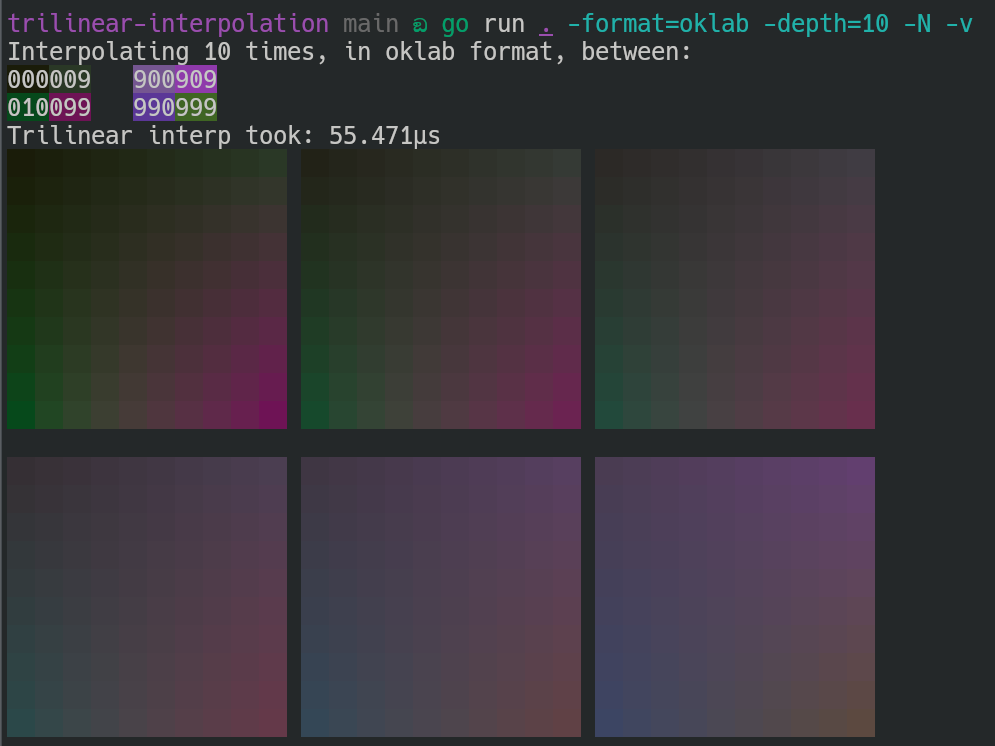 trilinear-interpolation main ඉ go run . -format=oklab -depth=10 -N -v
Interpolating 10 times, in oklab format, between:
000009 900909
010099 990999
Trilinear interp took: 55.471µs